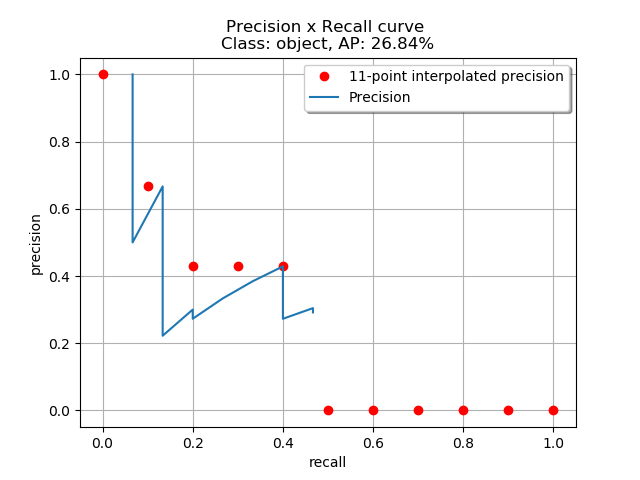 Precision x Recall curve
Class: object, AP: 26.84%
11-point interpolated precision
Precision
1.0
0.8
0.6
0.4
0.2
0.0
precision
0.0 0.2 0.4 0.6 0.8 1.0
recall